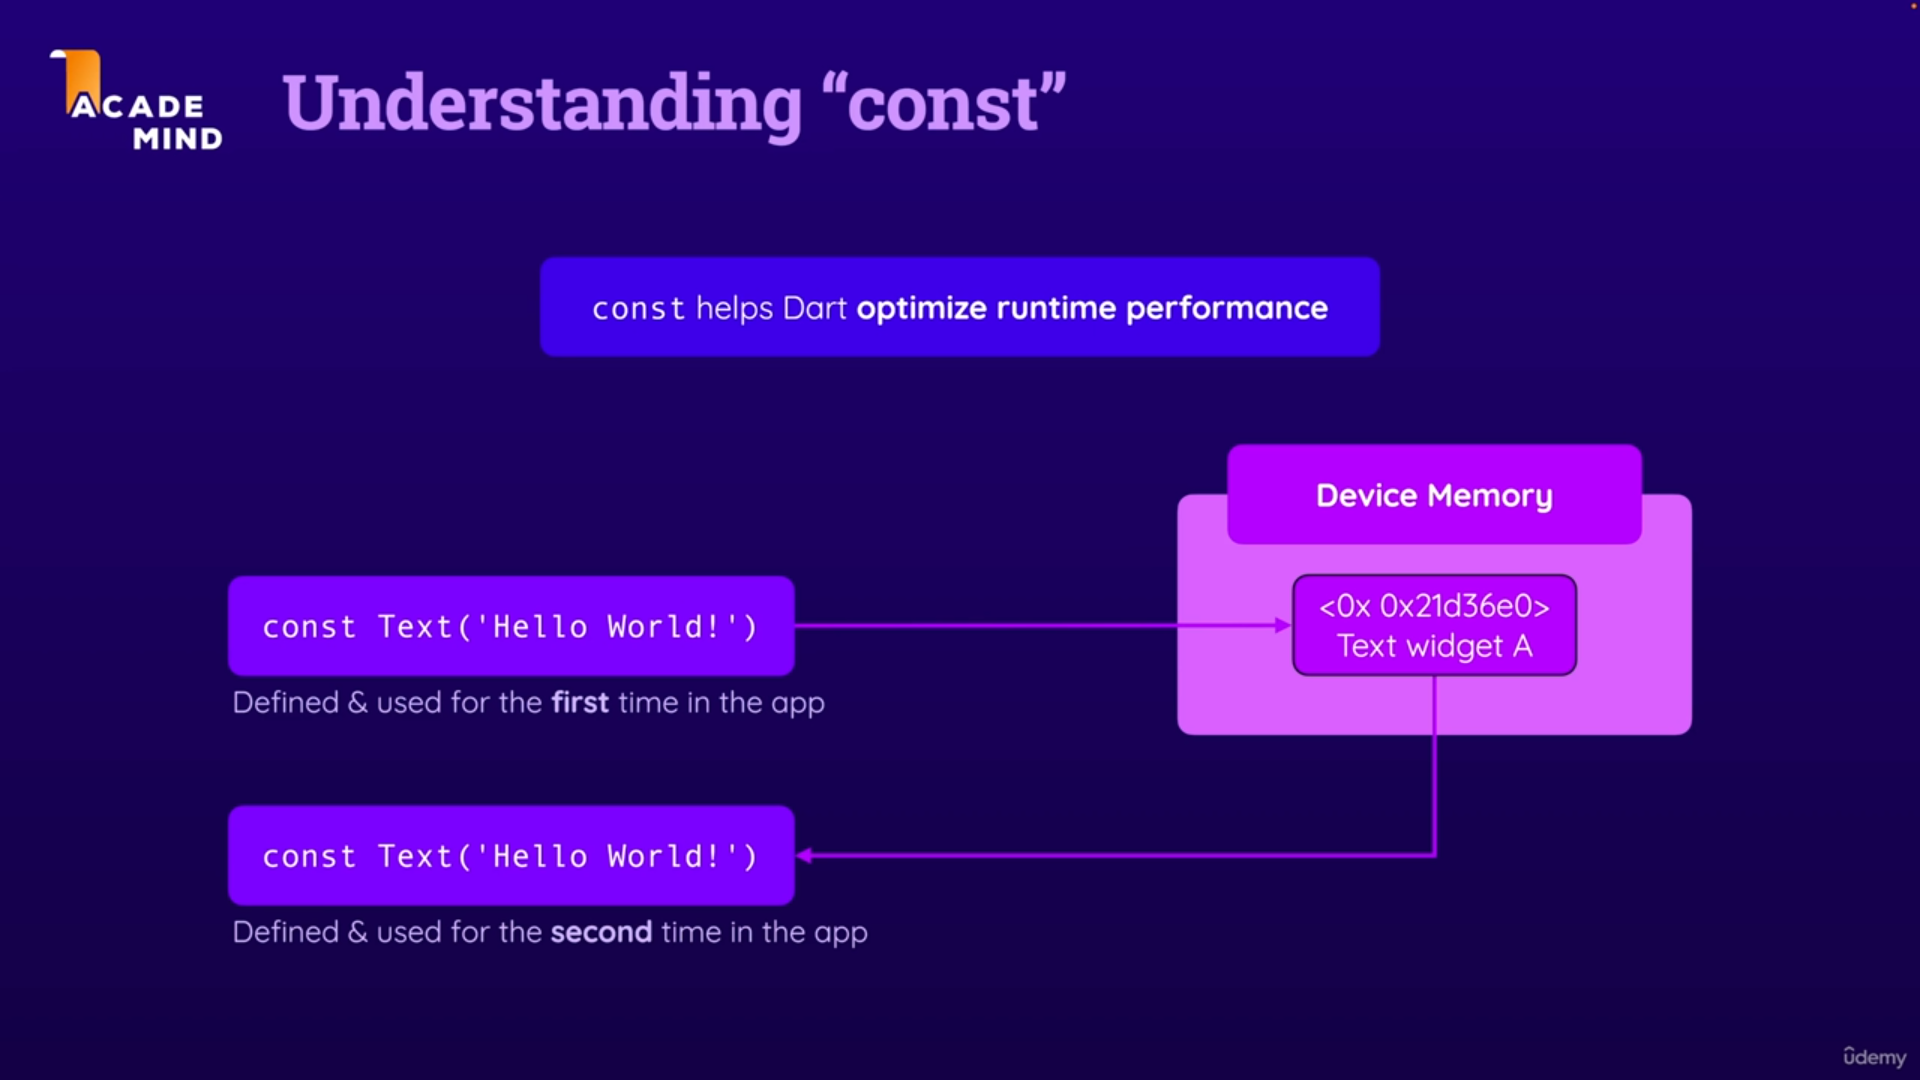 ACADE
MIND
Understanding “const”
const helps Dart optimize runtime performance
Device Memory
<0x 0x21d36e0>
Text widget A
const Text('Hello World!')
Defined & used for the first time in the app
const Text('Hello World!')
Defined & used for the second time in the app
ûdemy